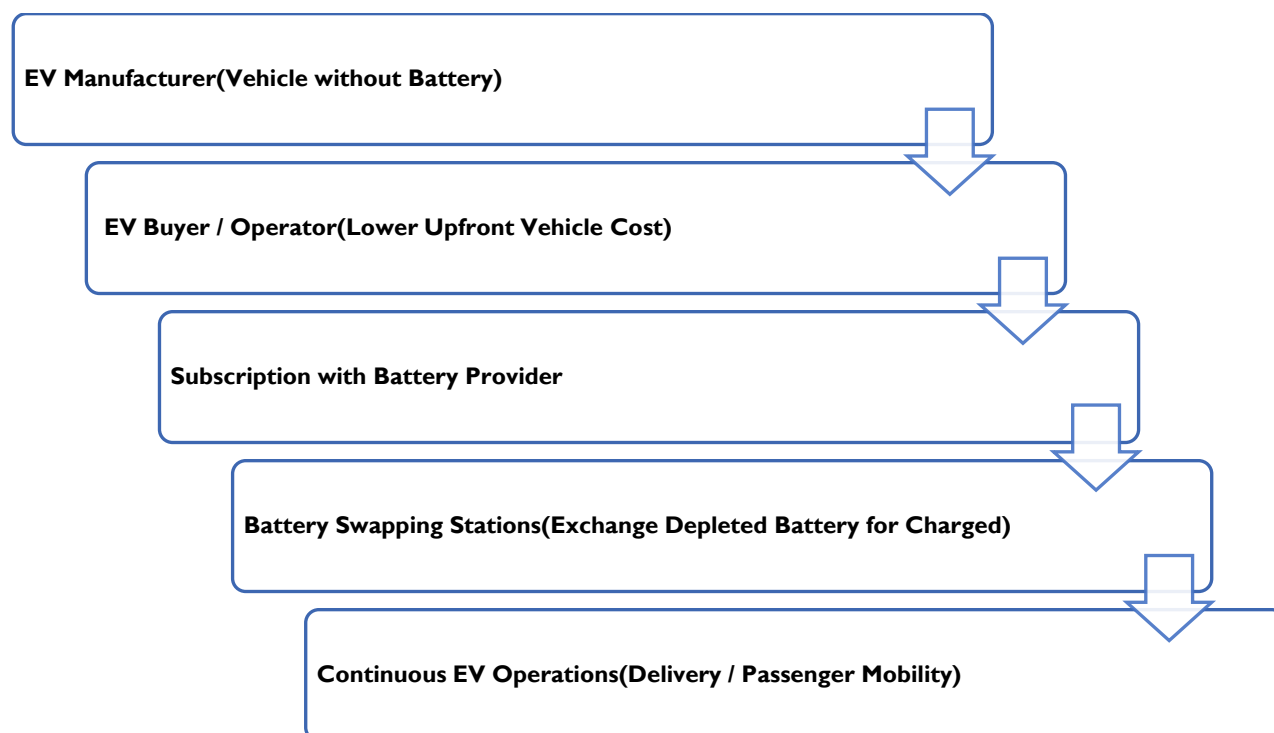 EV Manufacturer(Vehicle without Battery)
EV Buyer / Operator(Lower Upfront Vehicle Cost)
Subscription with Battery Provider
Battery Swapping Stations(Exchange Depleted Battery for Charged)
Continuous EV Operations(Delivery / Passenger Mobility)